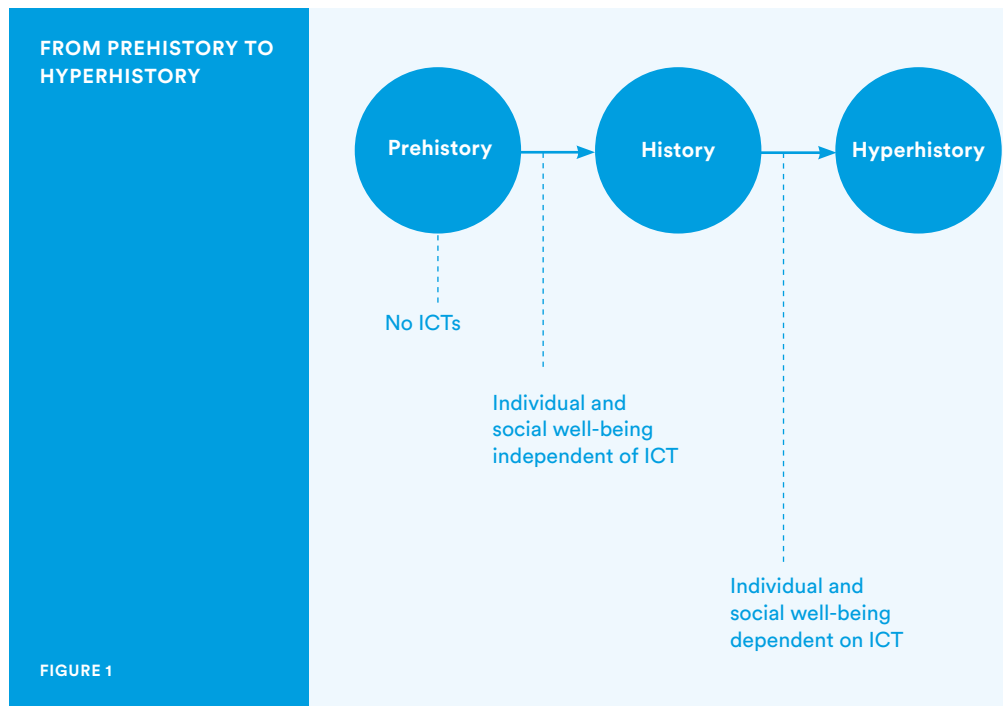 FROM PREHISTORY TO
HYPERHISTORY
Prehistory
History
Hyperhistory
No ICTs
Individual and
social well-being
independent of ICT
Individual and
social well-being
dependent on ICT
FIGURE 1